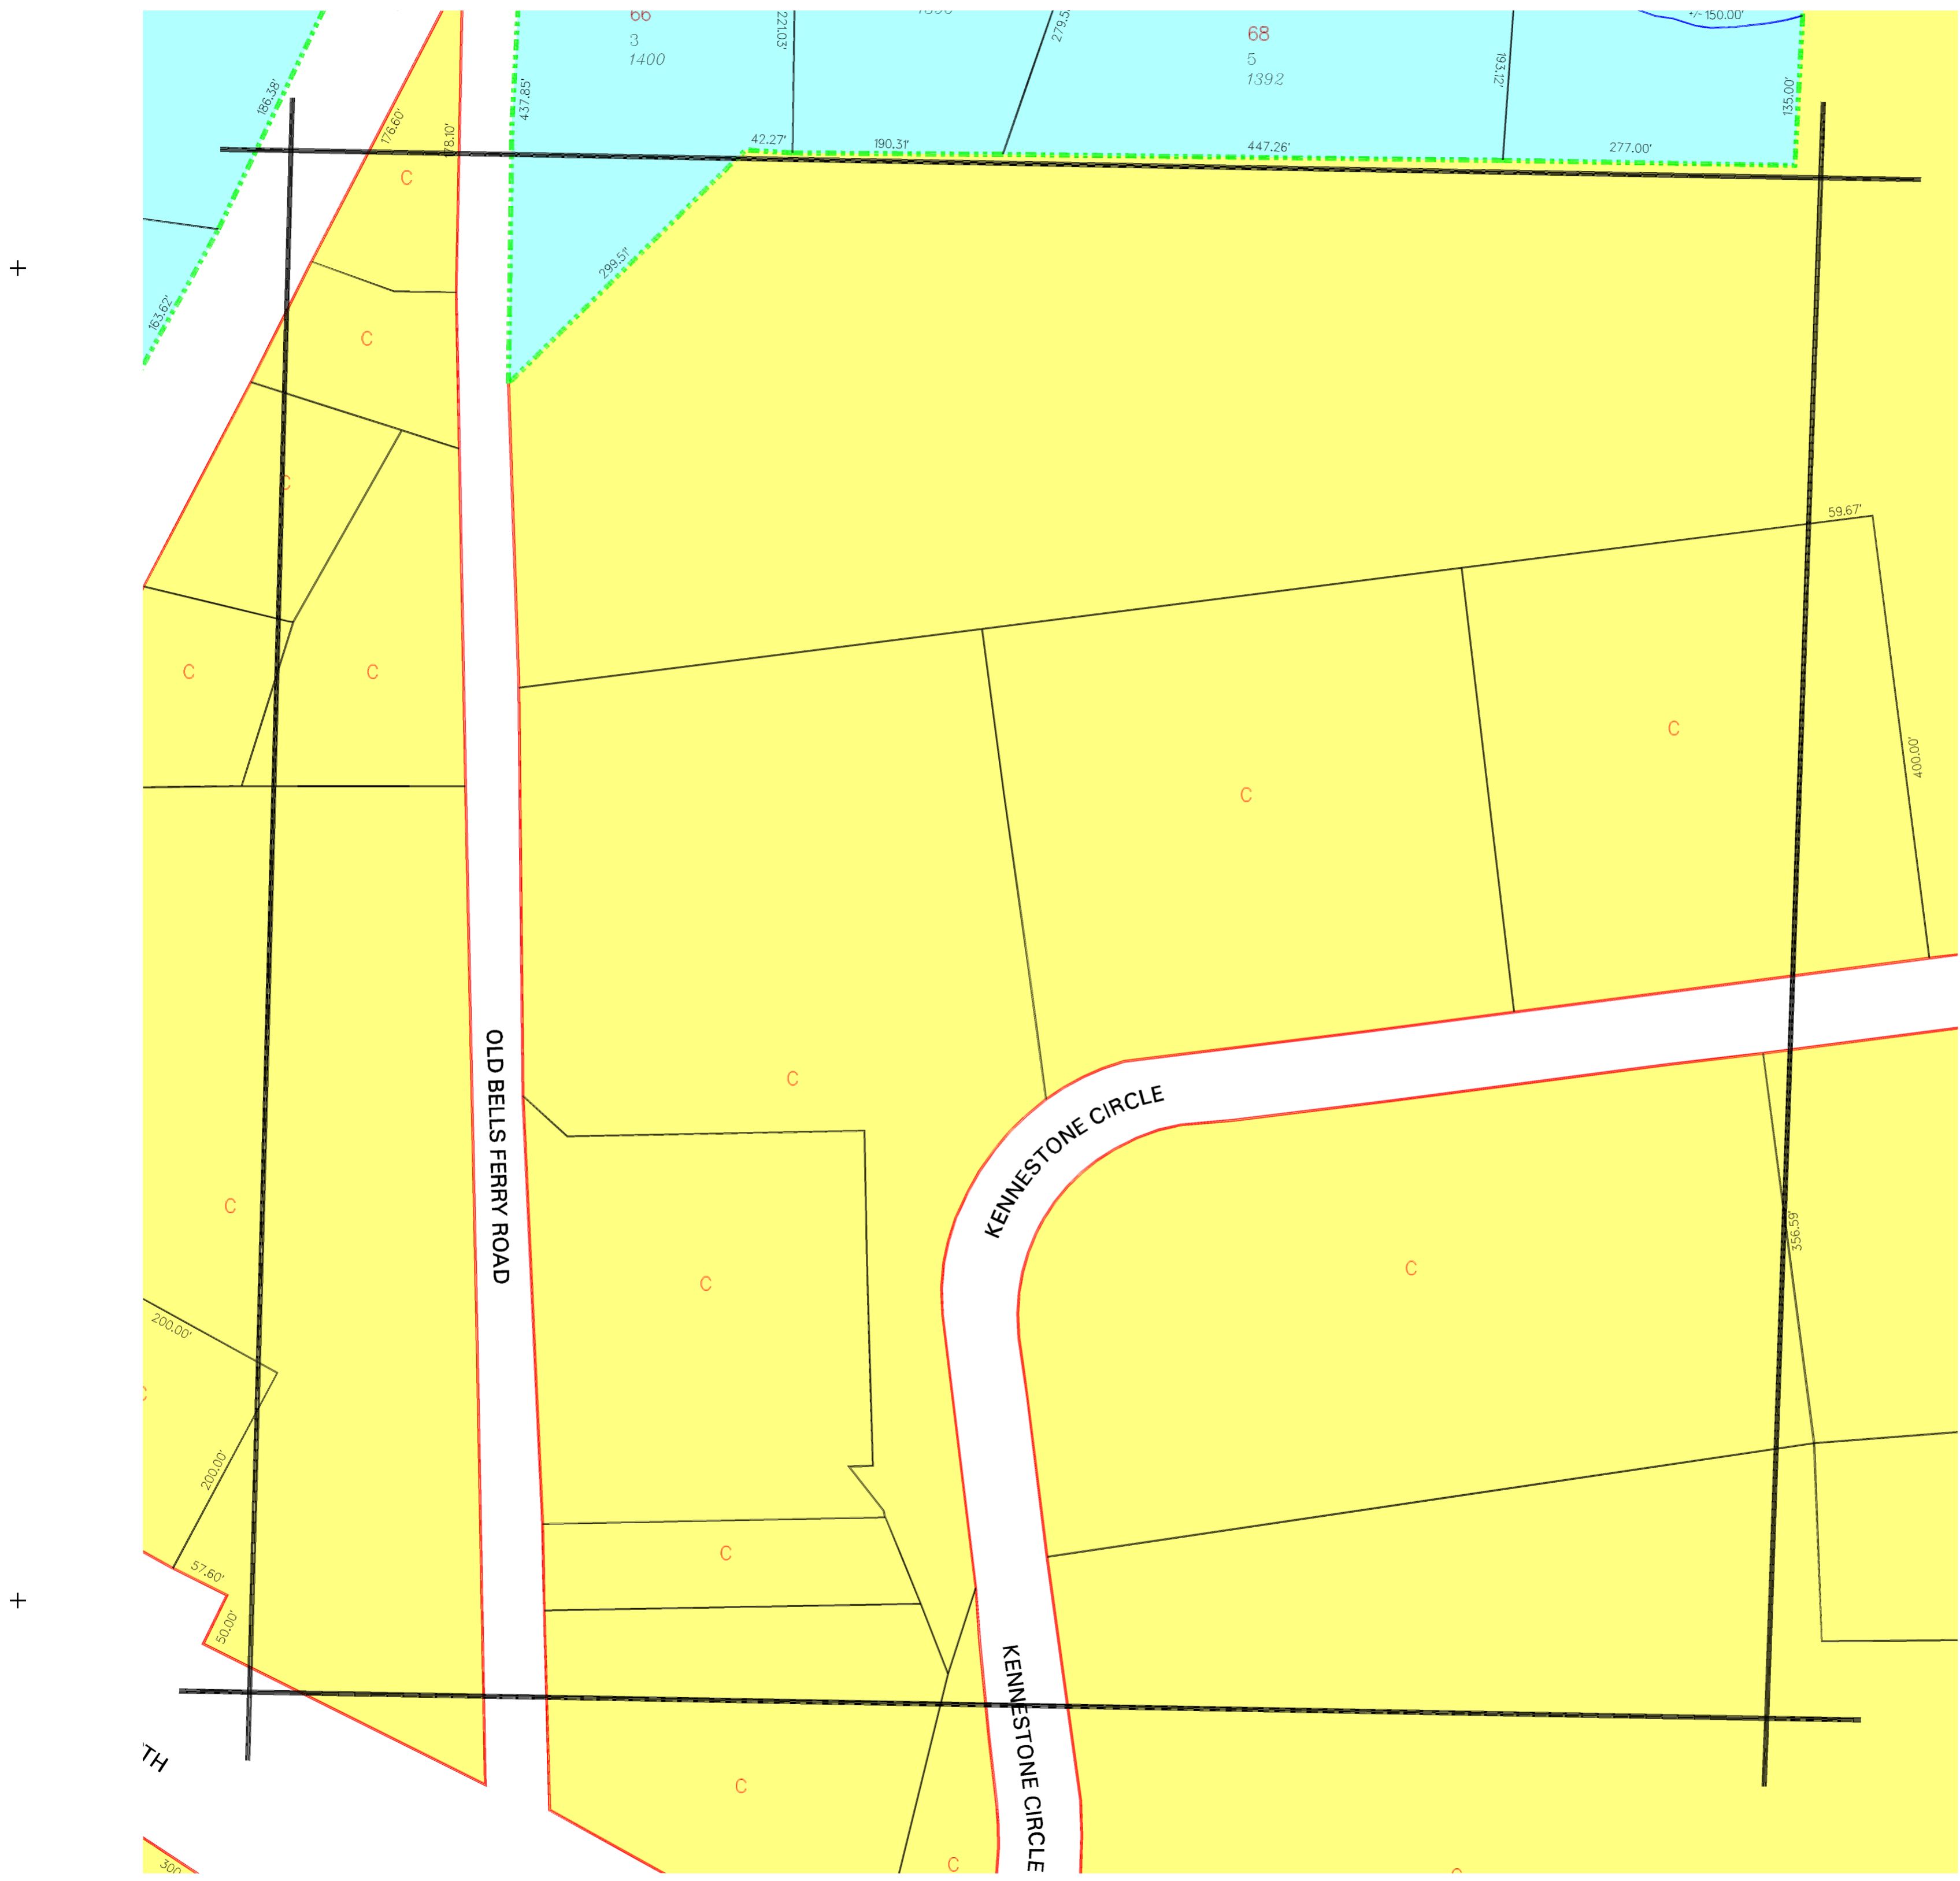 66
3
1400
221.03'
279.5
68
5
1392
193.12'
+/- 150.00'
135.00'
186.38'
176.60'
178.10'
437.85'
42.27'
190.31'
447.26'
277.00'
C
299.51'
163.62'
C
C
59.67'
C
C
C
C
400.00'
OLD BELLS FERRY ROAD
C
KENNESTONE CIRCLE
C
C
C
356.59'
200.00'
C
200.00'
C
57.60'
50.00'
KENNESTONE CIRCLE
TH
C
C
C
300